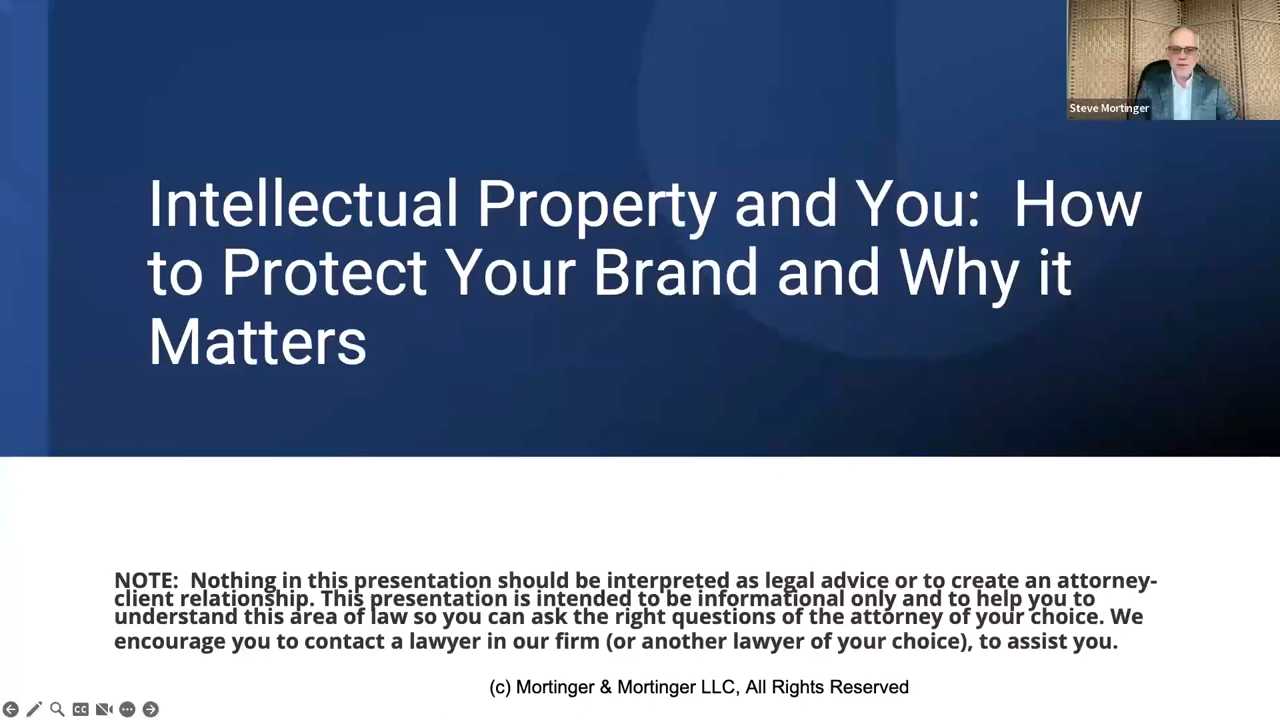 Steve Mortinger
Intellectual Property and You:  How
to Protect Your Brand and Why it
Matters
NOTE:  Nothing in this presentation should be interpreted as legal advice or to create an attorney-
client relationship. This presentation is intended to be informational only and to help you to
understand this area of law so you can ask the right questions of the attorney of your choice. We
encourage you to contact a lawyer in our firm (or another lawyer of your choice), to assist you.
(c) Mortinger & Mortinger LLC, All Rights Reserved
CC